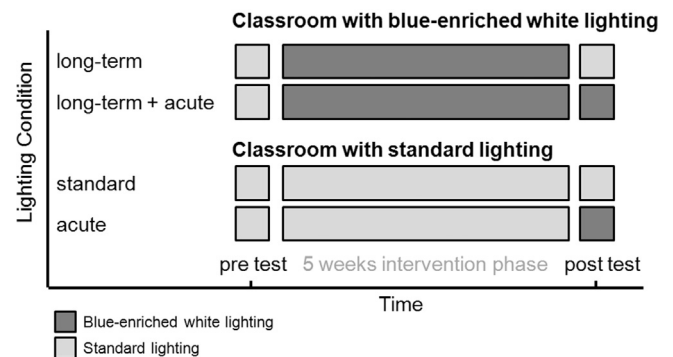 Classroom with blue-enriched white lighting
long-term
long-term + acute
Classroom with standard lighting
standard
acute
pre test 5 weeks intervention phase post test
Lighting Condition
Time
Blue-enriched white lighting
Standard lighting